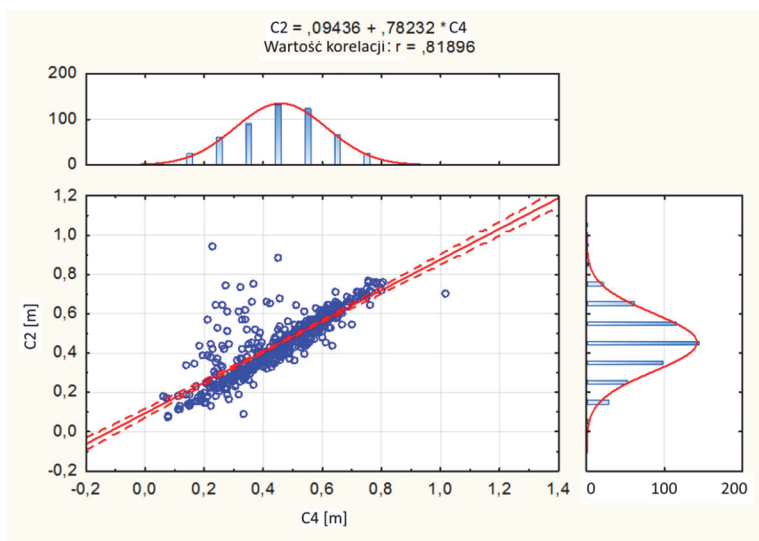 C2 = ,09436 + ,78232 * C4
Wartość korelacji: r = ,81896
200
100
0
1,2
1,0
0,8
0,6
0,4
0,2
0,0
-0,2
C2 [m]
-0,2 0,0 0,2 0,4 0,6 0,8 1,0 1,2 1,4
C4 [m]
0 100 200